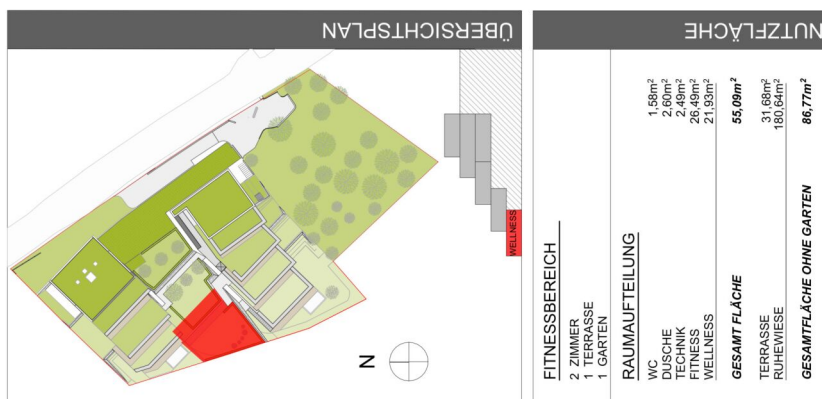 ÜBERSICHTSPLAN
WELLNESS
N
NUTZFLÄCHE
FITNESSBEREICH
2 ZIMMER
1 TERRASSE
1 GARTEN
RAUMAUFTEILUNG
WC 1,58m²
DUSCHE 2,60m²
TECHNIK 2,49m²
FITNESS 26,49m²
WELLNESS 21,93m²
GESAMT FLÄCHE 55,09m²
TERRASSE 31,68m²
RUHEWIESE 180,64m²
GESAMTFLÄCHE OHNE GARTEN 86,77m²